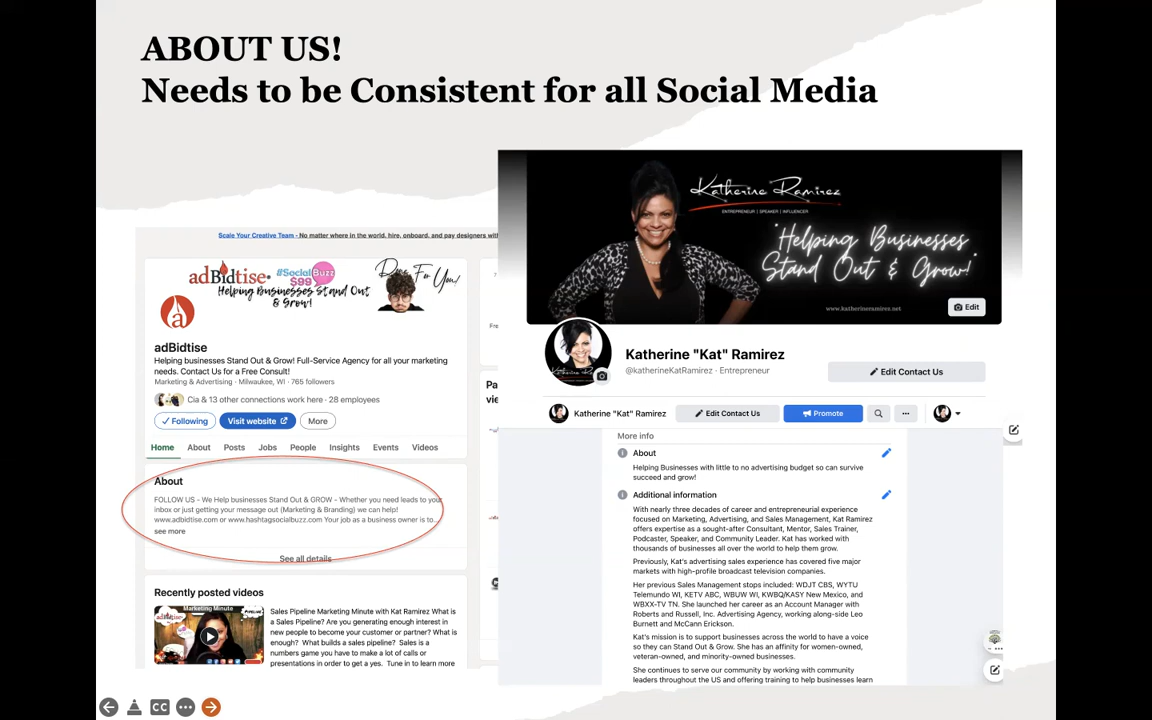 ABOUT US!
Needs to be Consistent for all Social Media
Scale Your Creative Team - No matter where in the world, hire, onboard, and pay designers with
adBidtise
#SocialBuzz
$99
Helping Businesses Stand Out
& Grow!
Done For You!
a
adBidtise
Helping businesses Stand Out & Grow! Full-Service Agency for all your marketing
needs. Contact Us for a Free Consult!
Marketing & Advertising · Milwaukee, WI · 765 followers
Cia & 13 other connections work here · 28 employees
Following
Visit website
More
Home
About
Posts
Jobs
People
Insights
Events
Videos
About
FOLLOW US - We Help businesses Stand Out & GROW - Whether you need leads to your
inbox or just getting your message out (Marketing & Branding) we can help!
www.adbidtise.com or www.hashtagsocialbuzz.com Your job as a business owner is to...
see more
See all details
Recently posted videos
Marketing Minute
Sales Pipeline Marketing Minute with Kat Ramirez What is
a Sales Pipeline? Are you generating enough interest in
new people to become your customer or partner? What is
enough? What builds a sales pipeline? Sales is a
numbers game you have to make a lot of calls or
presentations in order to get a yes. Tune in to learn more
Fre
Pa
vie
Katherine Ramirez
ENTREPRENEUR | SPEAKER | INFLUENCER
"Helping Businesses
Stand Out & Grow!"
www.katherineramirez.net
Edit
Katherine "Kat" Ramirez
@katherineKatRamirez · Entrepreneur
Edit Contact Us
Katherine "Kat" Ramirez
Edit Contact Us
Promote
More info
About
Helping Businesses with little to no advertising budget so can survive
succeed and grow!
Additional information
With nearly three decades of career and entrepreneurial experience
focused on Marketing, Advertising, and Sales Management, Kat Ramirez
offers expertise as a sought-after Consultant, Mentor, Sales Trainer,
Podcaster, Speaker, and Community Leader. Kat has worked with
thousands of businesses all over the world to help them grow.
Previously, Kat's advertising sales experience has covered five major
markets with high-profile broadcast television companies.
Her previous Sales Management stops included: WDJT CBS, WYTU
Telemundo WI, KETV ABC, WBUW WI, KWBQ/KASY New Mexico, and
WBXX-TV TN. She launched her career as an Account Manager with
Roberts and Russell, Inc. Advertising Agency, working along-side Leo
Burnett and McCann Erickson.
Kat's mission is to support businesses across the world to have a voice
so they can Stand Out & Grow. She has an affinity for women-owned,
veteran-owned, and minority-owned businesses.
She continues to serve our community by working with community
leaders throughout the US and offering training to help businesses learn
CC